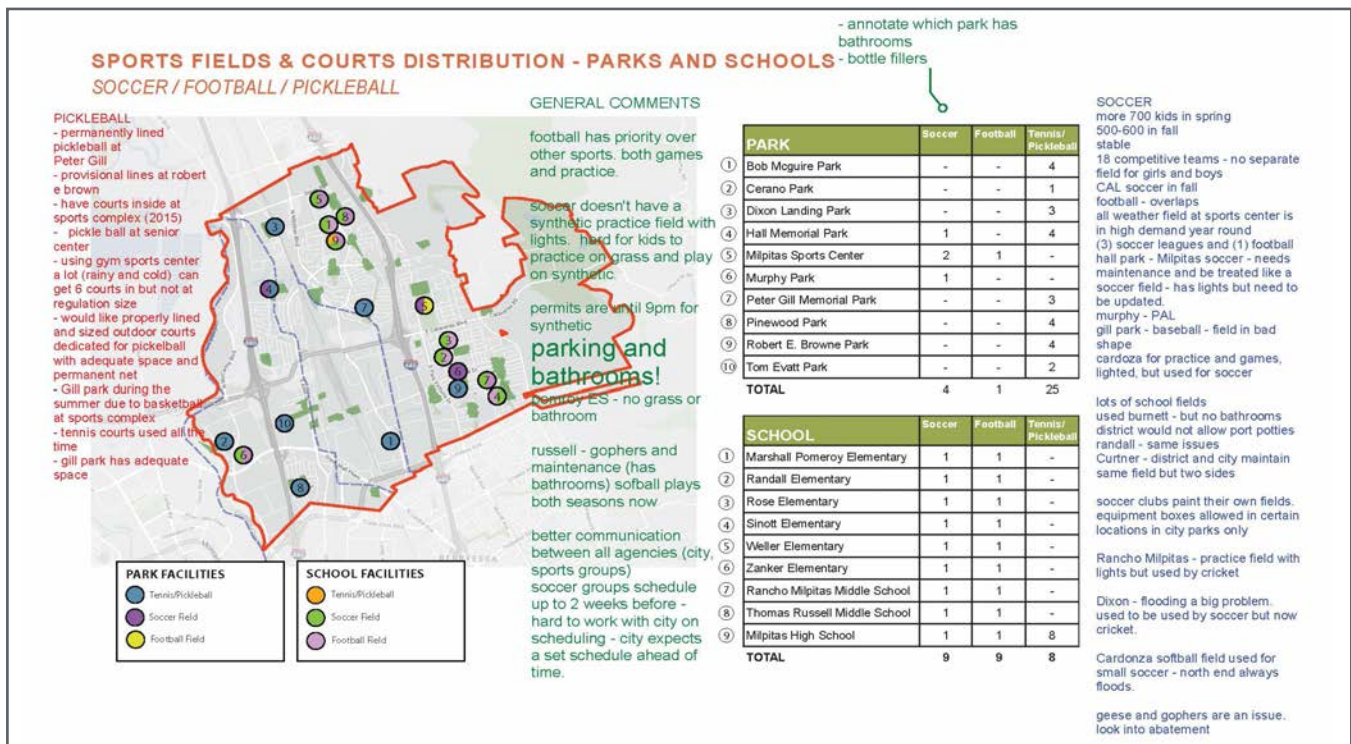 - annotate which park has
bathrooms
- bottle fillers
SPORTS FIELDS & COURTS DISTRIBUTION - PARKS AND SCHOOLS
SOCCER / FOOTBALL / PICKLEBALL
PICKLEBALL
- permanently lined
pickleball at
Peter Gill
- provisional lines at robert
e brown
- have courts inside at
sports complex (2015)
- pickle ball at senior
center
- using gym sports center
a lot (rainy and cold) can
get 6 courts in but not at
regulation size
- would like properly lined
and sized outdoor courts
dedicated for pickelball
with adequate space and
permanent net
- Gill park during the
summer due to basketball
at sports complex
- tennis courts used all the
time
- gill park has adequate
space
5
8
1
9
3
4
7
5
3
2
6
9
7
4
10
2
6
1
8
PARK FACILITIES
Tennis/Pickleball
Soccer Field
Football Field
SCHOOL FACILITIES
Tennis/Pickleball
Soccer Field
Football Field
GENERAL COMMENTS
football has priority over
other sports. both games
and practice.
soccer doesn't have a
synthetic practice field with
lights. hard for kids to
practice on grass and play
on synthetic.
permits are until 9pm for
synthetic
parking and
bathrooms!
pomroy ES - no grass or
bathroom
russell - gophers and
maintenance (has
bathrooms) sofball plays
both seasons now
better communication
between all agencies (city,
sports groups)
soccer groups schedule
up to 2 weeks before -
hard to work with city on
scheduling - city expects
a set schedule ahead of
time.
PARK Soccer Football Tennis/Pickleball
1 Bob Mcguire Park - - 4
2 Cerano Park - - 1
3 Dixon Landing Park - - 3
4 Hall Memorial Park 1 - 4
5 Milpitas Sports Center 2 1 -
6 Murphy Park 1 - -
7 Peter Gill Memorial Park - - 3
8 Pinewood Park - - 4
9 Robert E. Browne Park - - 4
10 Tom Evatt Park - - 2
TOTAL 4 1 25
SCHOOL Soccer Football Tennis/Pickleball
1 Marshall Pomeroy Elementary 1 1 -
2 Randall Elementary 1 1 -
3 Rose Elementary 1 1 -
4 Sinott Elementary 1 1 -
5 Weller Elementary 1 1 -
6 Zanker Elementary 1 1 -
7 Rancho Milpitas Middle School 1 1 -
8 Thomas Russell Middle School 1 1 -
9 Milpitas High School 1 1 8
TOTAL 9 9 8
SOCCER
more 700 kids in spring
500-600 in fall
stable
18 competitive teams - no separate
field for girls and boys
CAL soccer in fall
football - overlaps
all weather field at sports center is
in high demand year round
(3) soccer leagues and (1) football
hall park - Milpitas soccer - needs
maintenance and be treated like a
soccer field - has lights but need to
be updated.
murphy - PAL
gill park - baseball - field in bad
shape
cardoza for practice and games,
lighted, but used for soccer
lots of school fields
used burnett - but no bathrooms
district would not allow port potties
randall - same issues
Curtner - district and city maintain
same field but two sides
soccer clubs paint their own fields.
equipment boxes allowed in certain
locations in city parks only
Rancho Milpitas - practice field with
lights but used by cricket
Dixon - flooding a big problem.
used to be used by soccer but now
cricket.
Cardonza softball field used for
small soccer - north end always
floods.
geese and gophers are an issue.
look into abatement